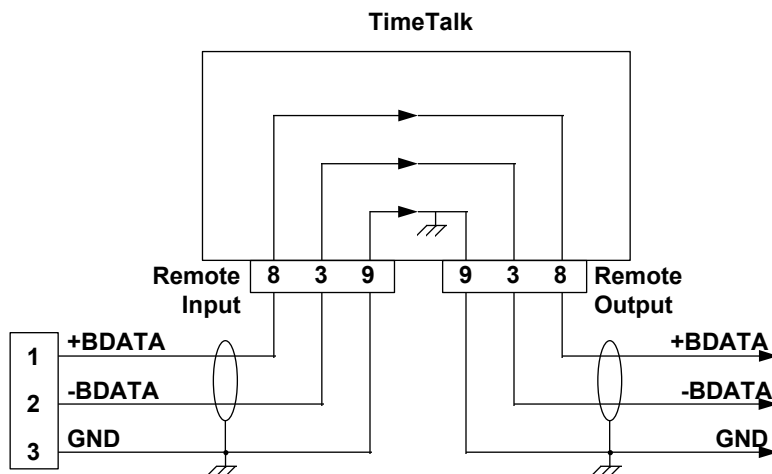 TimeTalk
Remote Input
8 3 9
9 3 8
Remote Output
1 +BDATA
+BDATA
2 -BDATA
-BDATA
3 GND
GND